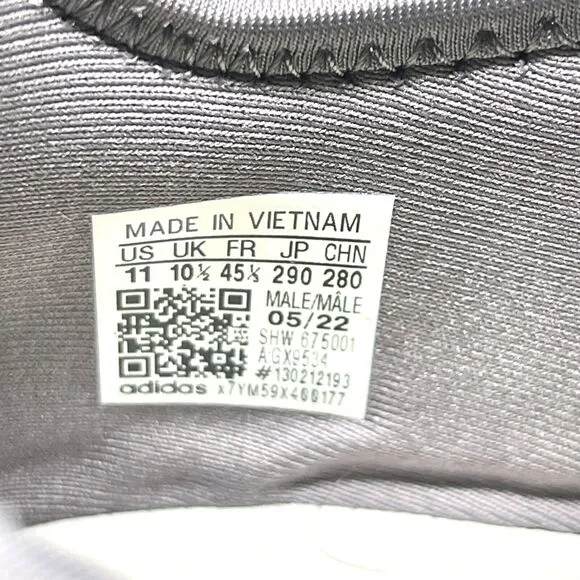 MADE IN VIETNAM
US UK FR JP CHN
11 10½ 45⅓ 290 280
MALE/MÂLE
05/22
SHW 675001
A:GX9534
#130212193
adidas x7YM59X400177